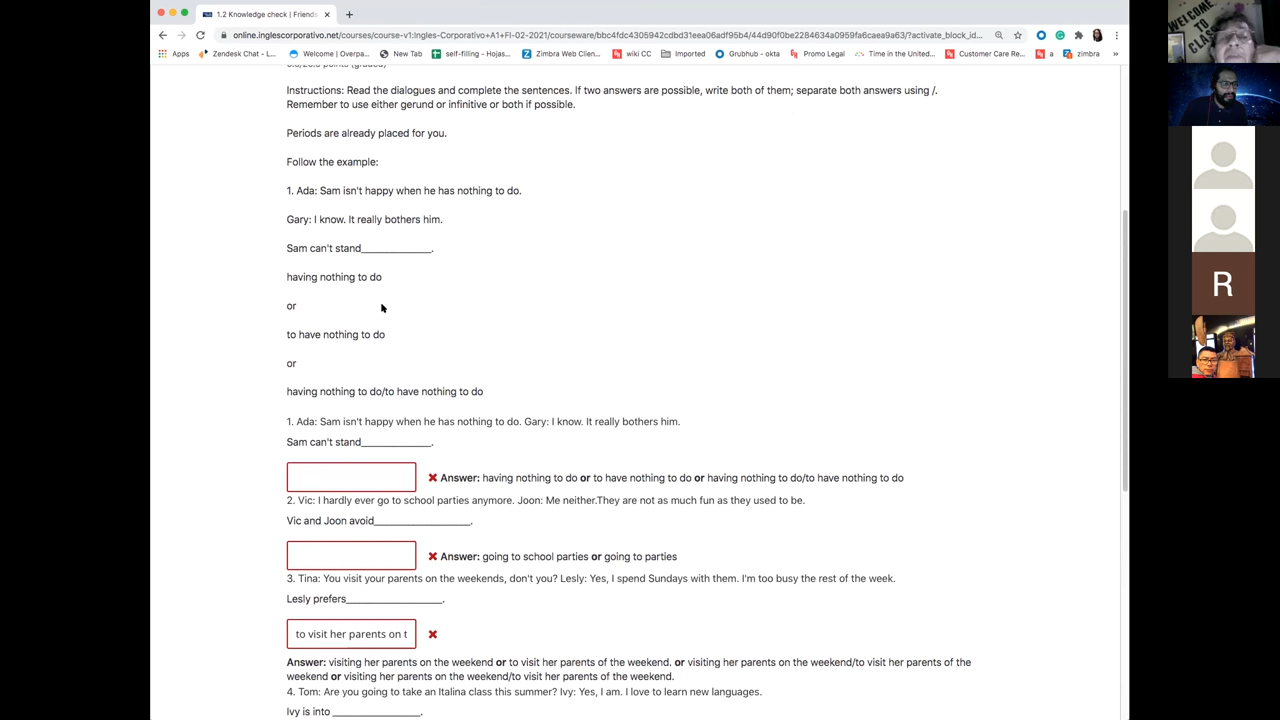 1.2 Knowledge check | Friends
online.inglescorporativo.net/courses/course-v1:Ingles-Corporativo+A1+FI-02-2021/courseware/bbc4fdc4305942cdbd31eea06adf95b4/44d90f0be2284634a0959fa6caea9a63/?activate_block_id...
Apps Zendesk Chat - L... Welcome | Overpa... New Tab self-filling - Hojas... Zimbra Web Clien... wiki CC Imported Grubhub - okta Promo Legal Time in the United... Customer Care Re... a zimbra »
Instructions: Read the dialogues and complete the sentences. If two answers are possible, write both of them; separate both answers using /.
Remember to use either gerund or infinitive or both if possible.
Periods are already placed for you.
Follow the example:
1. Ada: Sam isn't happy when he has nothing to do.
Gary: I know. It really bothers him.
Sam can't stand_____________.
having nothing to do
or
to have nothing to do
or
having nothing to do/to have nothing to do
1. Ada: Sam isn't happy when he has nothing to do. Gary: I know. It really bothers him.
Sam can't stand_____________.
Answer: having nothing to do or to have nothing to do or having nothing to do/to have nothing to do
2. Vic: I hardly ever go to school parties anymore. Joon: Me neither.They are not as much fun as they used to be.
Vic and Joon avoid__________________.
Answer: going to school parties or going to parties
3. Tina: You visit your parents on the weekends, don't you? Lesly: Yes, I spend Sundays with them. I'm too busy the rest of the week.
Lesly prefers__________________.
to visit her parents on t
Answer: visiting her parents on the weekend or to visit her parents of the weekend. or visiting her parents on the weekend/to visit her parents of the
weekend or visiting her parents on the weekend/to visit her parents of the weekend.
4. Tom: Are you going to take an Italina class this summer? Ivy: Yes, I am. I love to learn new languages.
Ivy is into ________________.
WELCOME
TO
CLASS
R